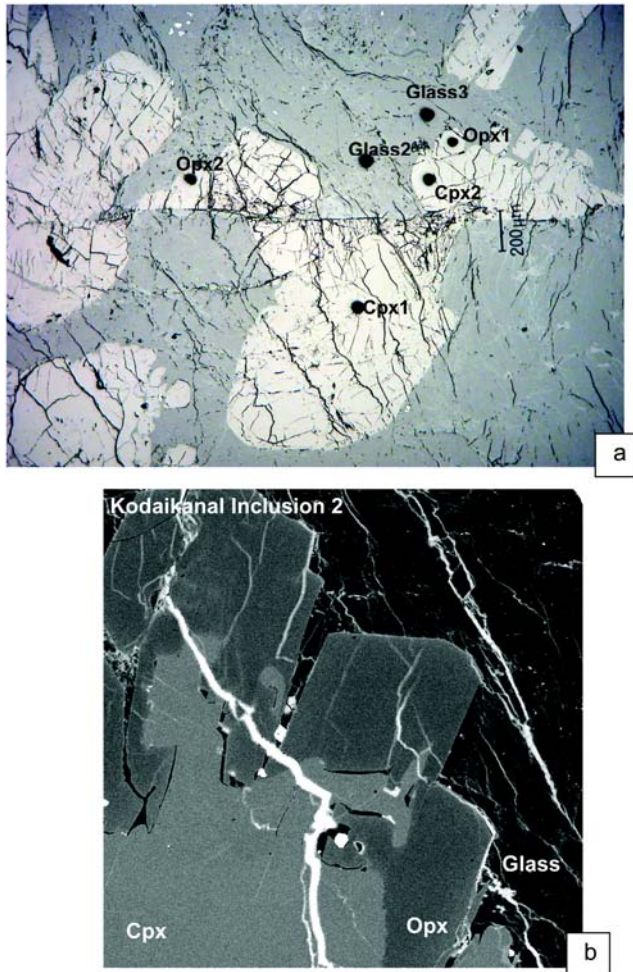 Glass3
Opx1
Glass2
Opx2
Cpx2
200µm
Cpx1
a
Kodaikanal Inclusion 2
Glass
Cpx
Opx
b